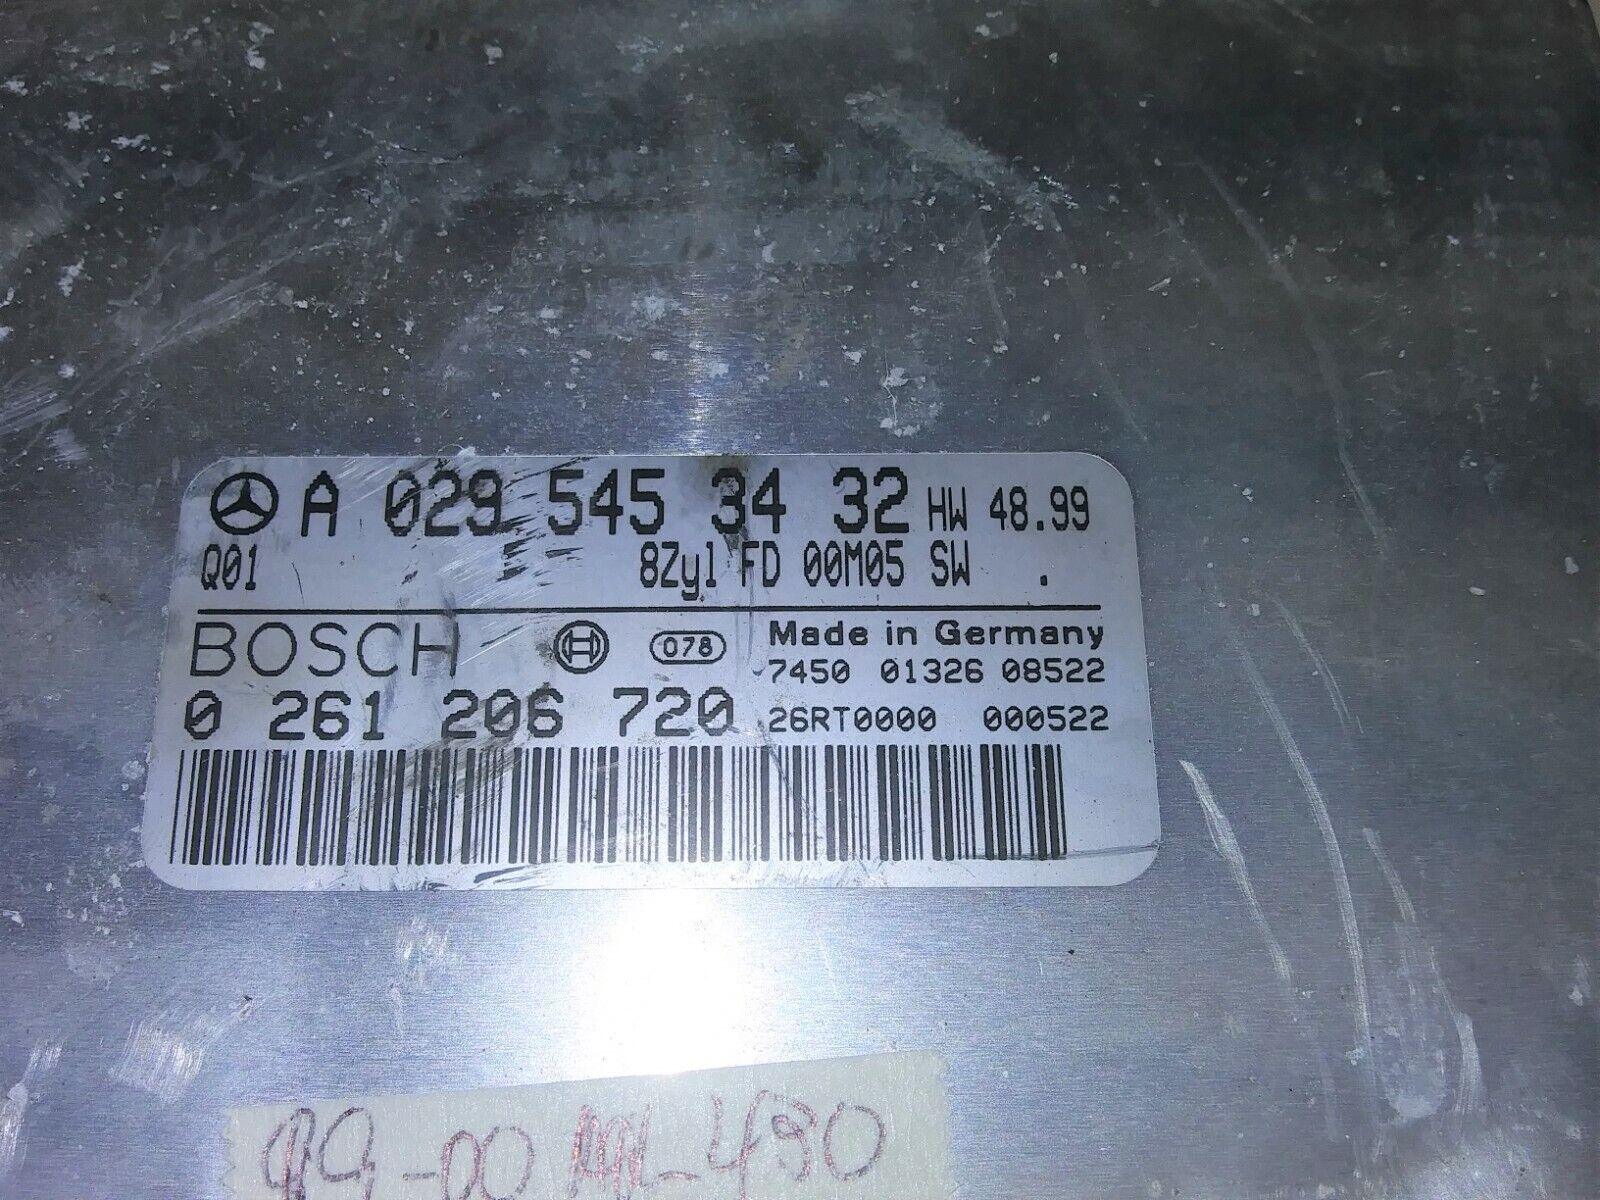 A 029 545 34 32 HW 48.99
Q01 8Zyl FD 00M05 SW .
BOSCH 078 Made in Germany
7450 01326 08522
0 261 206 720 26RT0000 000522
99-00 ML 430